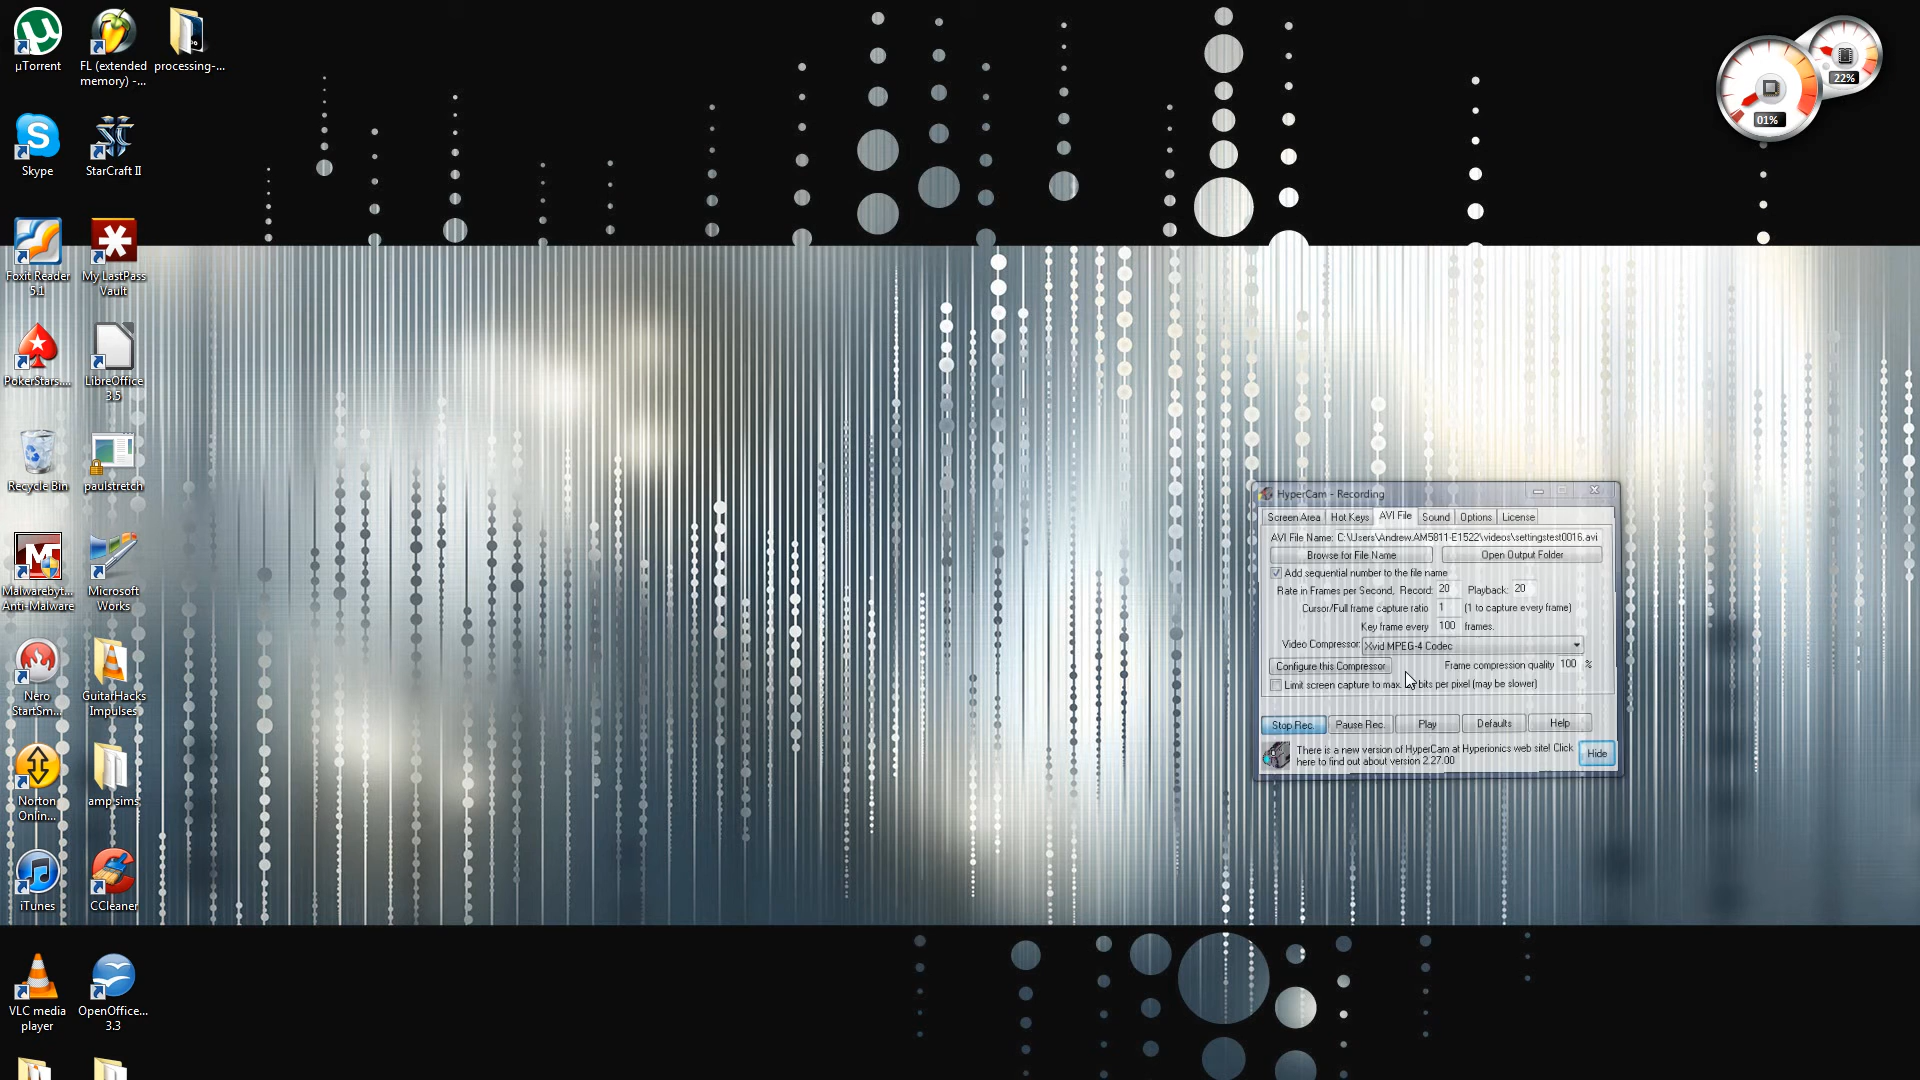 µTorrent
FL (extended
memory) -...
processing-...
Skype
StarCraft II
Foxit Reader
5.1
My LastPass
Vault
PokerStars....
LibreOffice
3.5
Recycle Bin
paulstretch
Malwarebyt...
Anti-Malware
Microsoft
Works
Nero
StartSm...
GuitarHacks
Impulses
Norton
Onlin...
amp sims
iTunes
CCleaner
VLC media
player
OpenOffice...
3.3
22%
01%
HyperCam - Recording
Screen Area Hot Keys AVI File Sound Options License
AVI File Name: C:\Users\Andrew.AM5811-E1522\videos\settingstest0016.avi
Browse for File Name Open Output Folder
Add sequential number to the file name
Rate in Frames per Second, Record: 20 Playback: 20
Cursor/Full frame capture ratio 1 (1 to capture every frame)
Key frame every 100 frames.
Video Compressor: Xvid MPEG-4 Codec
Configure this Compressor Frame compression quality 100 %
Limit screen capture to max. bits per pixel (may be slower)
Stop Rec. Pause Rec. Play Defaults Help
There is a new version of HyperCam at Hyperionics web site! Click
here to find out about version 2.27.00
Hide